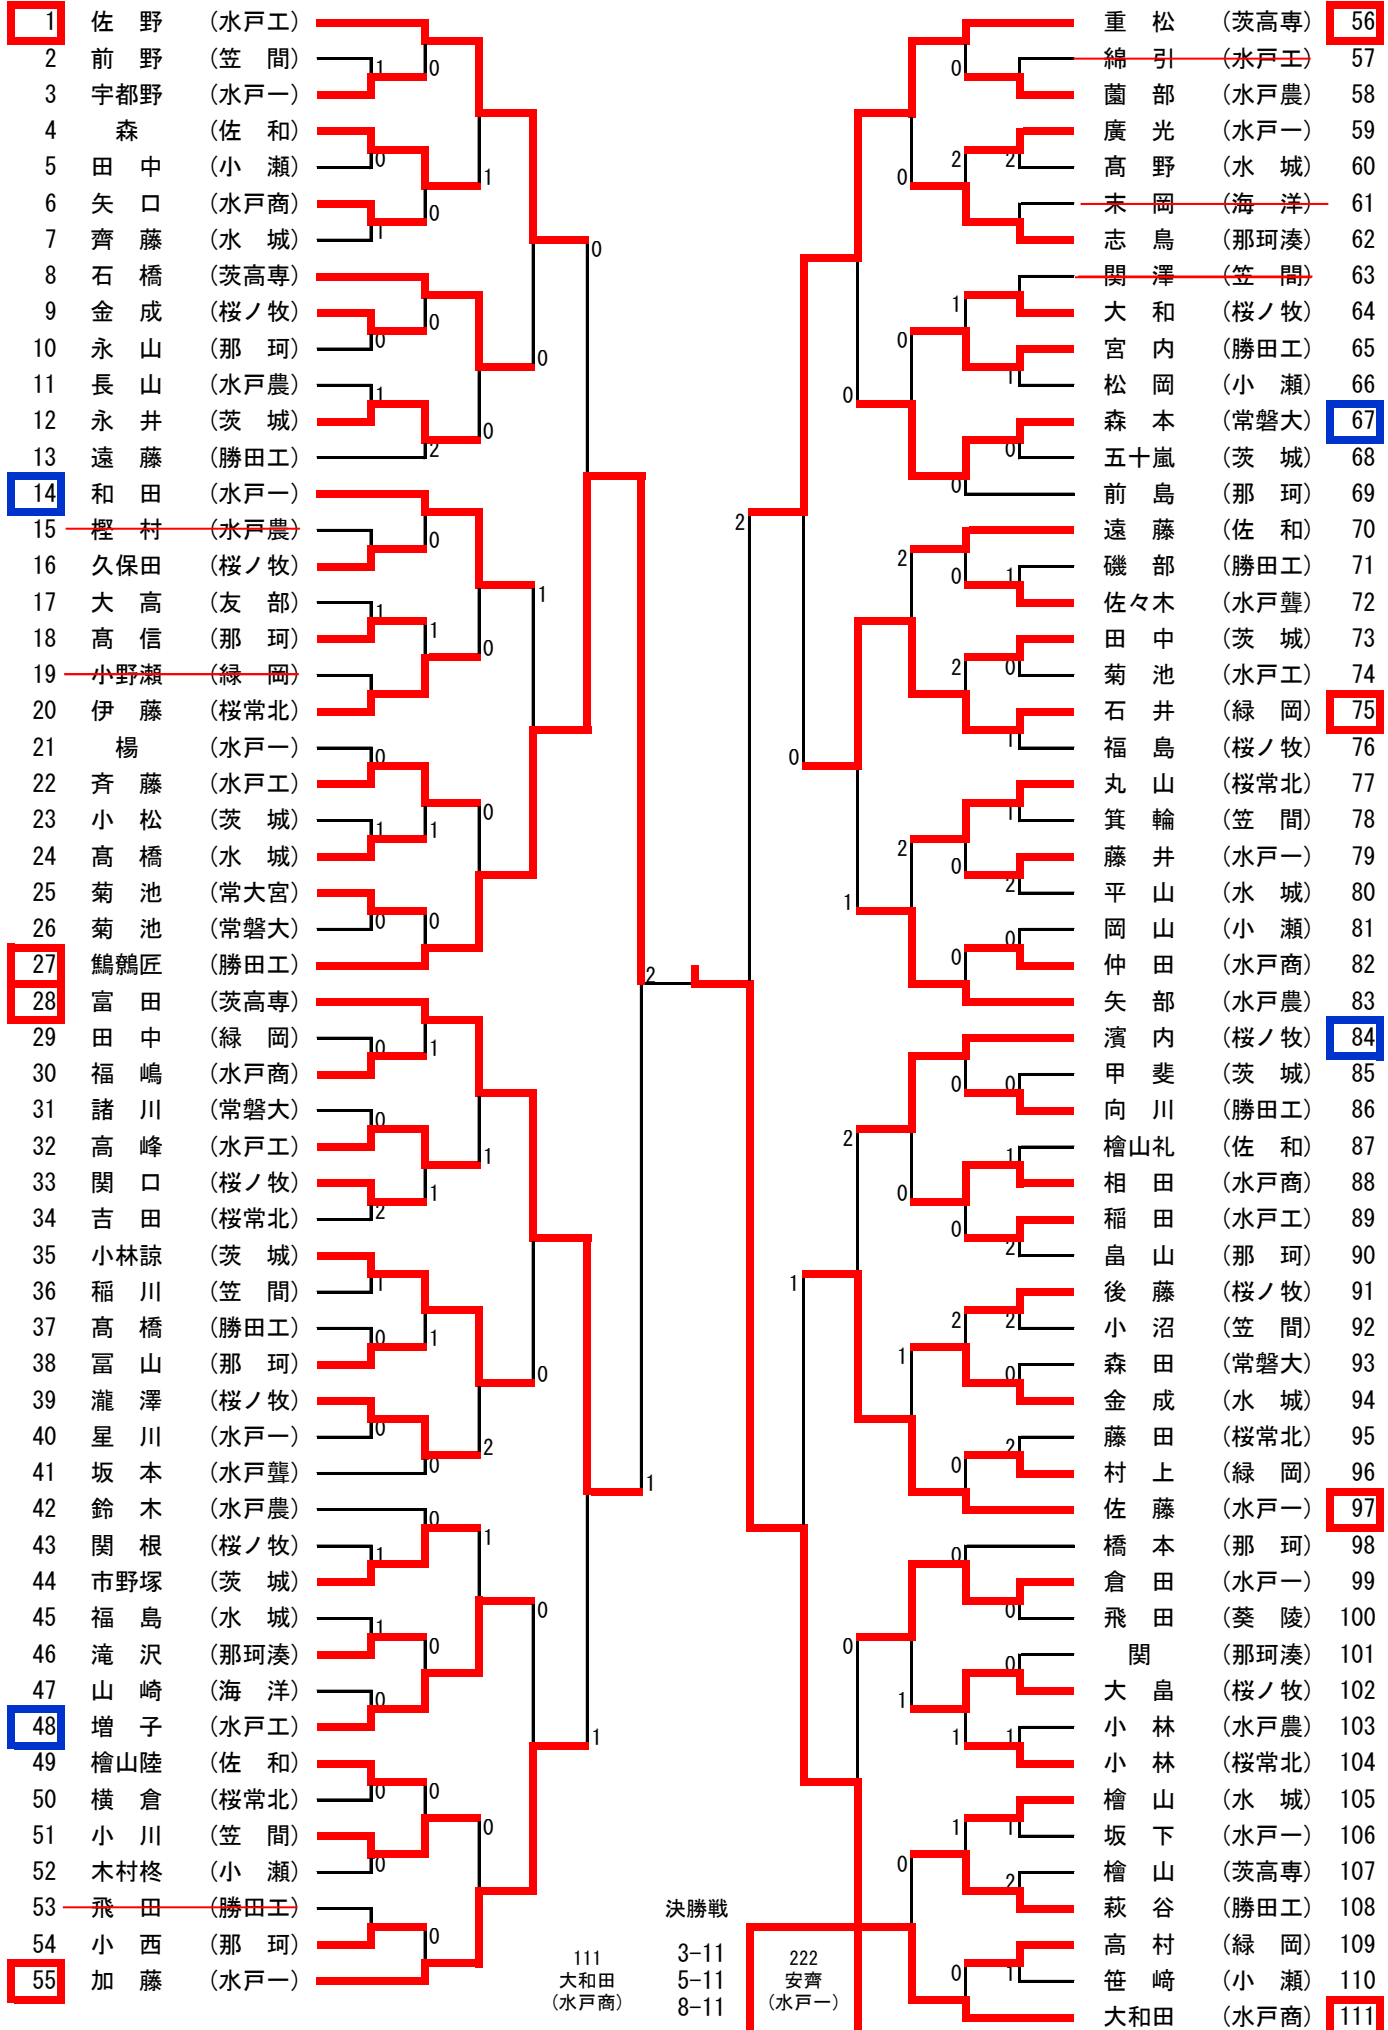 1 佐 野 (水戸工)
2 前 野 (笠 間)
3 宇都野 (水戸一)
4 森 (佐 和)
5 田 中 (小 瀬)
6 矢 口 (水戸商)
7 齊 藤 (水 城)
8 石 橋 (茨高専)
9 金 成 (桜ノ牧)
10 永 山 (那 珂)
11 長 山 (水戸農)
12 永 井 (茨 城)
13 遠 藤 (勝田工)
14 和 田 (水戸一)
15 樫 村 (水戸農)
16 久保田 (桜ノ牧)
17 大 高 (友 部)
18 髙 信 (那 珂)
19 小野瀬 (緑 岡)
20 伊 藤 (桜常北)
21 楊 (水戸一)
22 斉 藤 (水戸工)
23 小 松 (茨 城)
24 髙 橋 (水 城)
25 菊 池 (常大宮)
26 菊 池 (常磐大)
27 鷦鷯匠 (勝田工)
28 富 田 (茨高専)
29 田 中 (緑 岡)
30 福 嶋 (水戸商)
31 諸 川 (常磐大)
32 高 峰 (水戸工)
33 関 口 (桜ノ牧)
34 吉 田 (桜常北)
35 小林諒 (茨 城)
36 稲 川 (笠 間)
37 髙 橋 (勝田工)
38 冨 山 (那 珂)
39 瀧 澤 (桜ノ牧)
40 星 川 (水戸一)
41 坂 本 (水戸聾)
42 鈴 木 (水戸農)
43 関 根 (桜ノ牧)
44 市野塚 (茨 城)
45 福 島 (水 城)
46 滝 沢 (那珂湊)
47 山 崎 (海 洋)
48 増 子 (水戸工)
49 檜山陸 (佐 和)
50 横 倉 (桜常北)
51 小 川 (笠 間)
52 木村柊 (小 瀬)
53 飛 田 (勝田工)
54 小 西 (那 珂)
55 加 藤 (水戸一)
重 松 (茨高専) 56
綿 引 (水戸工) 57
薗 部 (水戸農) 58
廣 光 (水戸一) 59
髙 野 (水 城) 60
末 岡 (海 洋) 61
志 鳥 (那珂湊) 62
関 澤 (笠 間) 63
大 和 (桜ノ牧) 64
宮 内 (勝田工) 65
松 岡 (小 瀬) 66
森 本 (常磐大) 67
五十嵐 (茨 城) 68
前 島 (那 珂) 69
遠 藤 (佐 和) 70
磯 部 (勝田工) 71
佐々木 (水戸聾) 72
田 中 (茨 城) 73
菊 池 (水戸工) 74
石 井 (緑 岡) 75
福 島 (桜ノ牧) 76
丸 山 (桜常北) 77
箕 輪 (笠 間) 78
藤 井 (水戸一) 79
平 山 (水 城) 80
岡 山 (小 瀬) 81
仲 田 (水戸商) 82
矢 部 (水戸農) 83
濱 内 (桜ノ牧) 84
甲 斐 (茨 城) 85
向 川 (勝田工) 86
檜山礼 (佐 和) 87
相 田 (水戸商) 88
稲 田 (水戸工) 89
畠 山 (那 珂) 90
後 藤 (桜ノ牧) 91
小 沼 (笠 間) 92
森 田 (常磐大) 93
金 成 (水 城) 94
藤 田 (桜常北) 95
村 上 (緑 岡) 96
佐 藤 (水戸一) 97
橋 本 (那 珂) 98
倉 田 (水戸一) 99
飛 田 (葵 陵) 100
関 (那珂湊) 101
大 畠 (桜ノ牧) 102
小 林 (水戸農) 103
小 林 (桜常北) 104
檜 山 (水 城) 105
坂 下 (水戸一) 106
檜 山 (茨高専) 107
萩 谷 (勝田工) 108
高 村 (緑 岡) 109
笹 﨑 (小 瀬) 110
大和田 (水戸商) 111
決勝戦
3-11
5-11
8-11
111
大和田
(水戸商)
222
安齊
(水戸一)